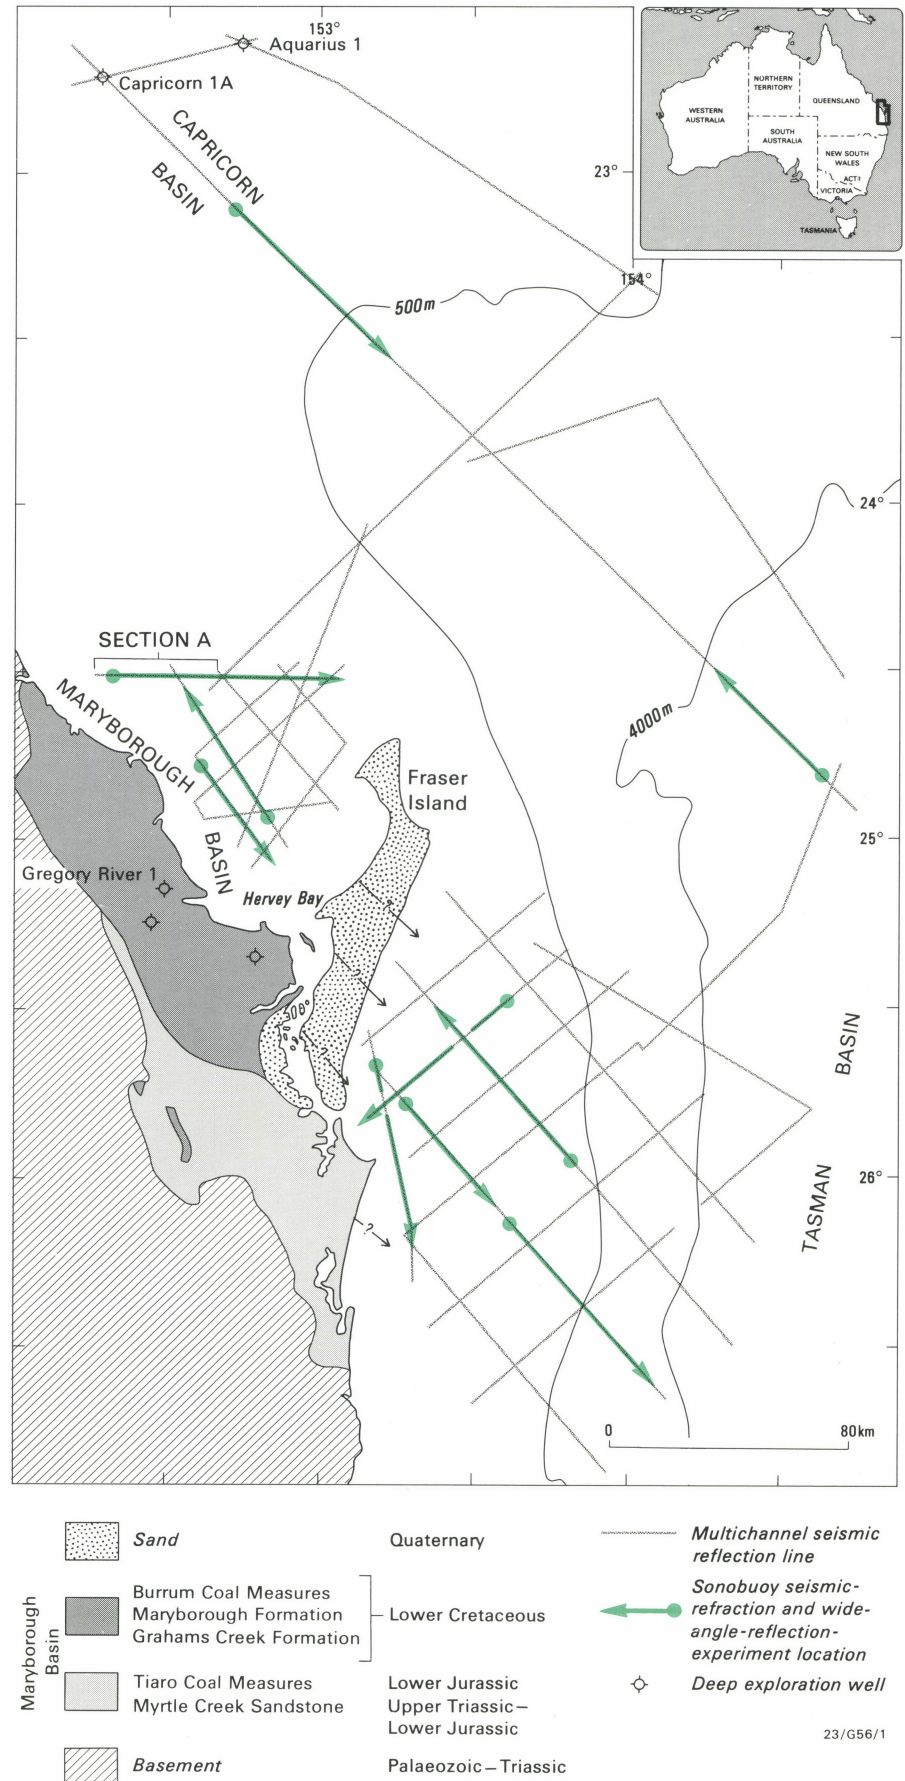 153°
Aquarius 1
Capricorn 1A
CAPRICORN
BASIN
23°
NORTHERN
TERRITORY
QUEENSLAND
WESTERN
AUSTRALIA
SOUTH
AUSTRALIA
NEW SOUTH
WALES
ACT
VICTORIA
TASMANIA
154°
500m
24°
SECTION A
MARYBOROUGH
BASIN
4000m
Fraser
Island
25°
Gregory River 1
Hervey Bay
?
?
?
BASIN
TASMAN
26°
?
0
80km
Sand
Quaternary
Maryborough
Basin
Burrum Coal Measures
Maryborough Formation
Grahams Creek Formation
Lower Cretaceous
Tiaro Coal Measures
Myrtle Creek Sandstone
Lower Jurassic
Upper Triassic–
Lower Jurassic
Basement
Palaeozoic–Triassic
Multichannel seismic
reflection line
Sonobuoy seismic-
refraction and wide-
angle-reflection-
experiment location
Deep exploration well
23/G56/1